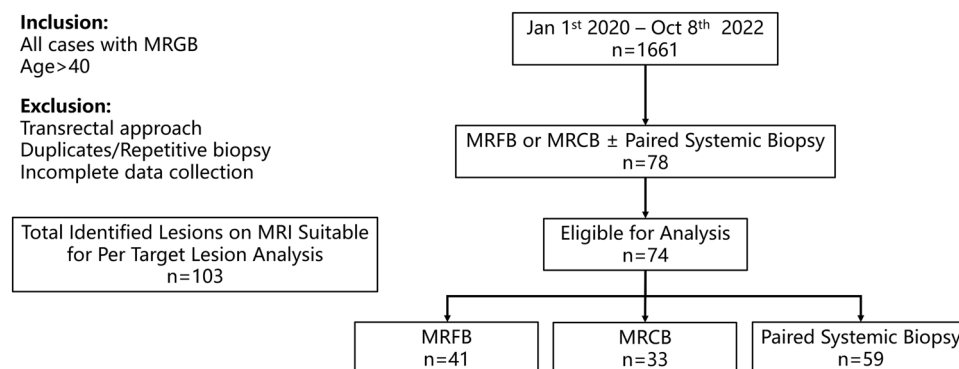 Inclusion:
All cases with MRGB
Age>40
Exclusion:
Transrectal approach
Duplicates/Repetitive biopsy
Incomplete data collection
Jan 1st 2020 – Oct 8th 2022
n=1661
MRFB or MRCB ± Paired Systemic Biopsy
n=78
Total Identified Lesions on MRI Suitable
for Per Target Lesion Analysis
n=103
Eligible for Analysis
n=74
MRFB
n=41
MRCB
n=33
Paired Systemic Biopsy
n=59